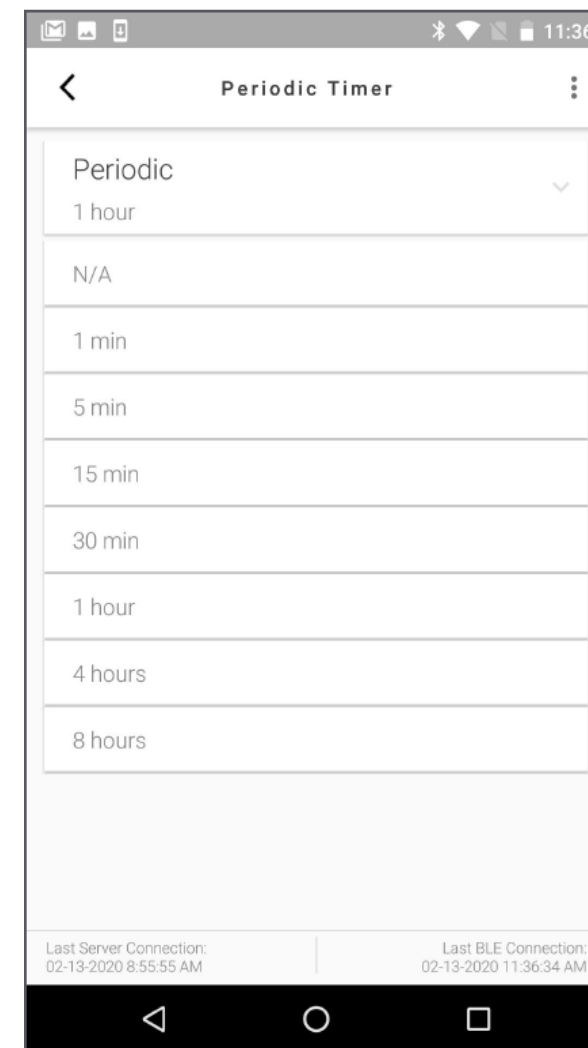 11:36
Periodic Timer
Periodic
1 hour
N/A
1 min
5 min
15 min
30 min
1 hour
4 hours
8 hours
Last Server Connection:
02-13-2020 8:55:55 AM
Last BLE Connection:
02-13-2020 11:36:34 AM